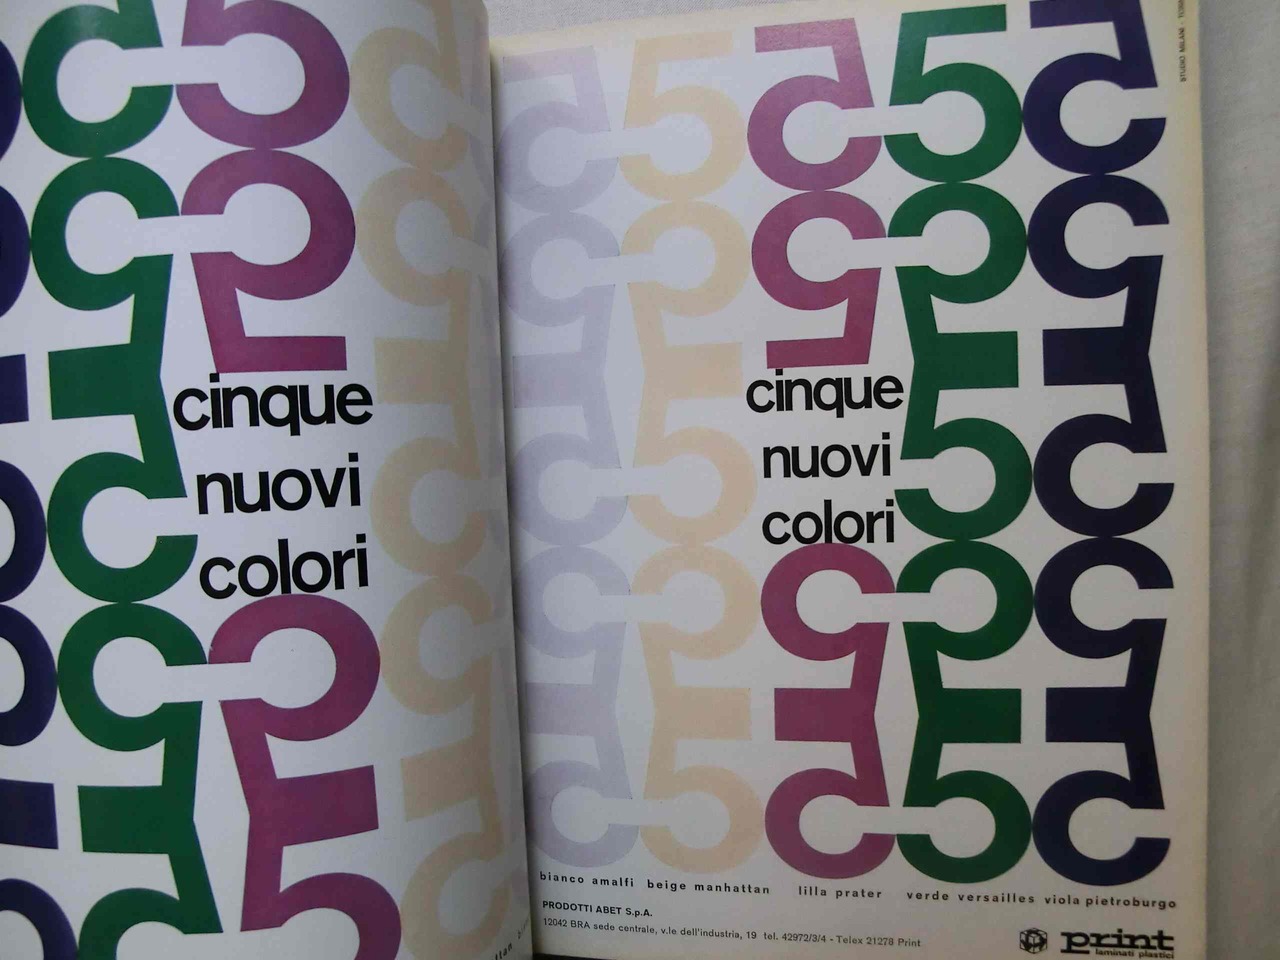 cinque
nuovi
colori
cinque
nuovi
colori
bianco amalfi beige manhattan lilla prater verde versailles viola pietroburgo
PRODOTTI ABET S.p.A.
12042 BRA sede centrale, v.le dell'industria, 19 tel. 42972/3/4 - Telex 21278 Print
print
laminati plastici